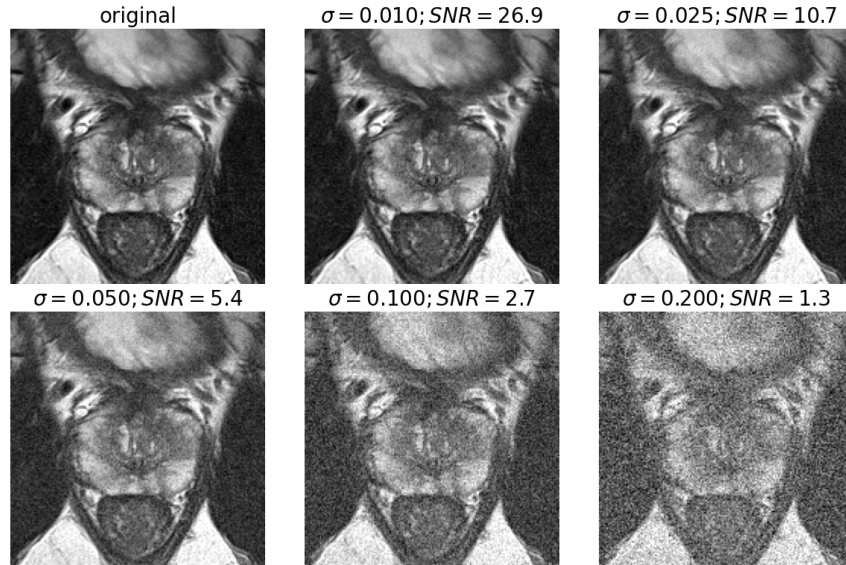 original
σ = 0.010; SNR = 26.9
σ = 0.025; SNR = 10.7
σ = 0.050; SNR = 5.4
σ = 0.100; SNR = 2.7
σ = 0.200; SNR = 1.3